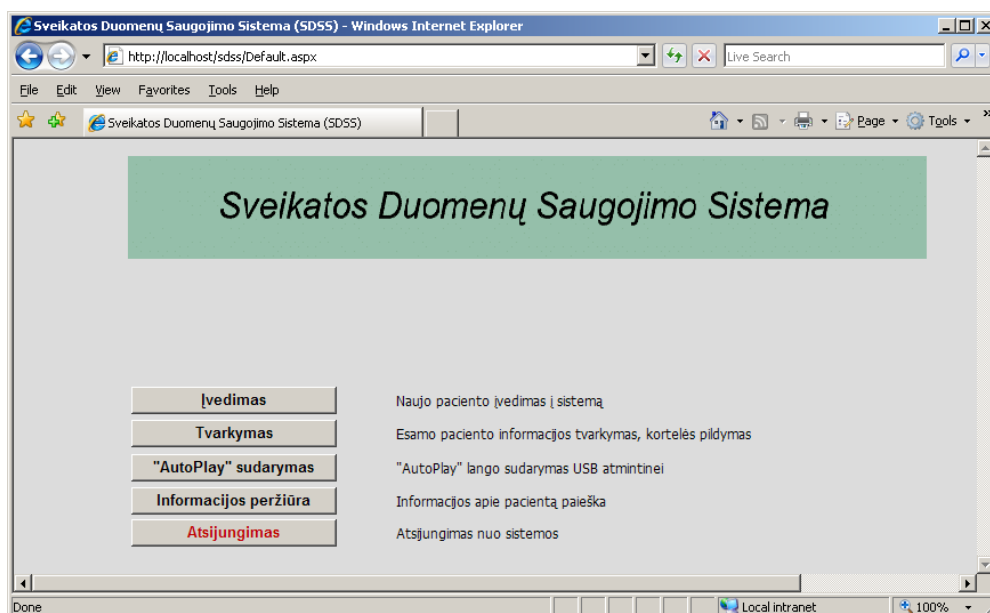 Sveikatos Duomenų Saugojimo Sistema (SDSS) - Windows Internet Explorer
http://localhost/sdss/Default.aspx
Live Search
File Edit View Favorites Tools Help
Sveikatos Duomenų Saugojimo Sistema (SDSS)
Page Tools
Sveikatos Duomenų Saugojimo Sistema
Įvedimas Naujo paciento įvedimas į sistemą
Tvarkymas Esamo paciento informacijos tvarkymas, kortelės pildymas
"AutoPlay" sudarymas "AutoPlay" lango sudarymas USB atmintinei
Informacijos peržiūra Informacijos apie pacientą paieška
Atsijungimas Atsijungimas nuo sistemos
Done Local intranet 100%